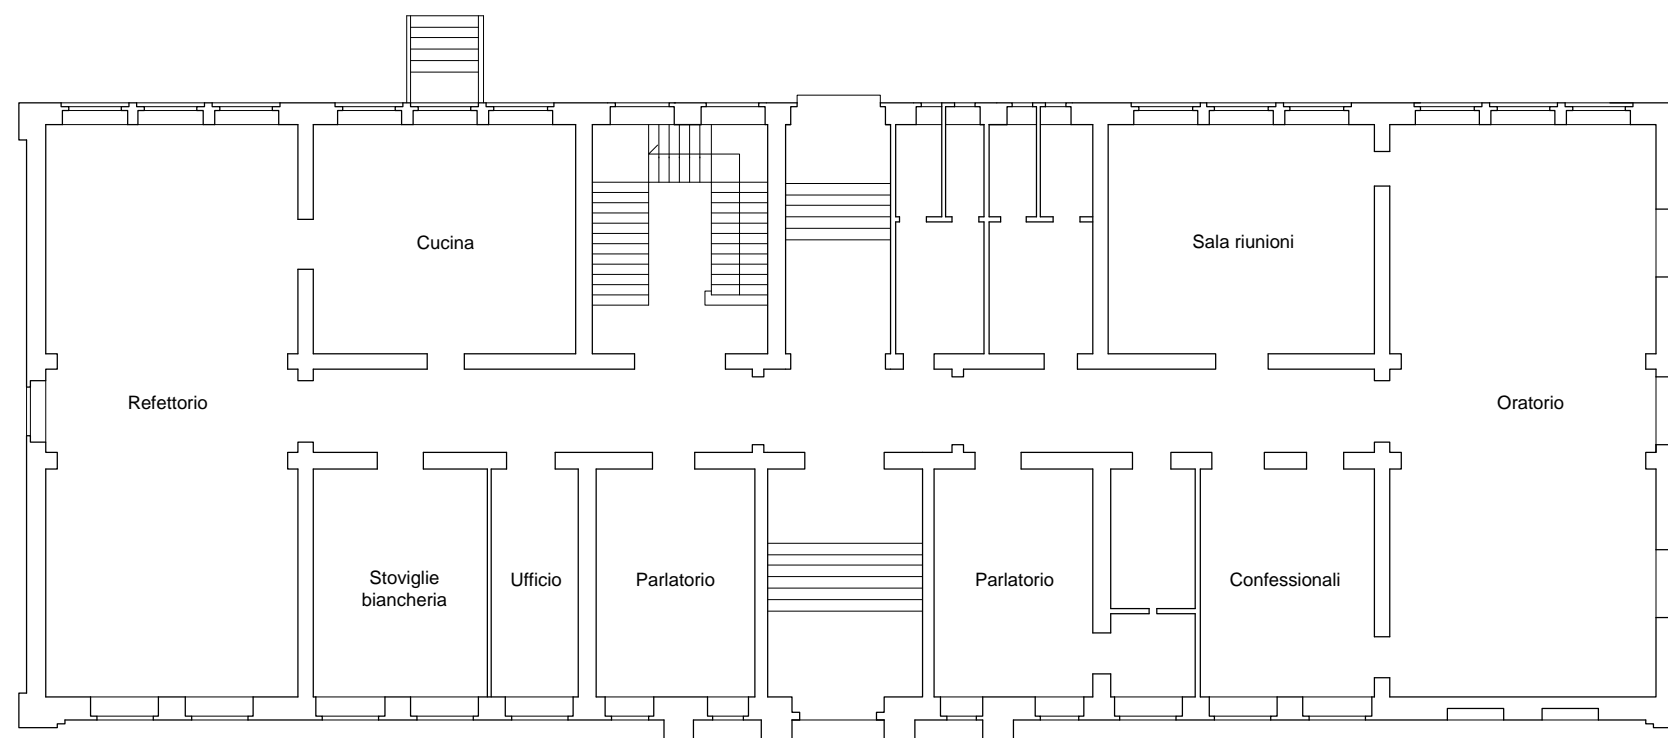 Cucina
Sala riunioni
Refettorio
Oratorio
Stoviglie
biancheria
Ufficio
Parlatorio
Parlatorio
Confessionali